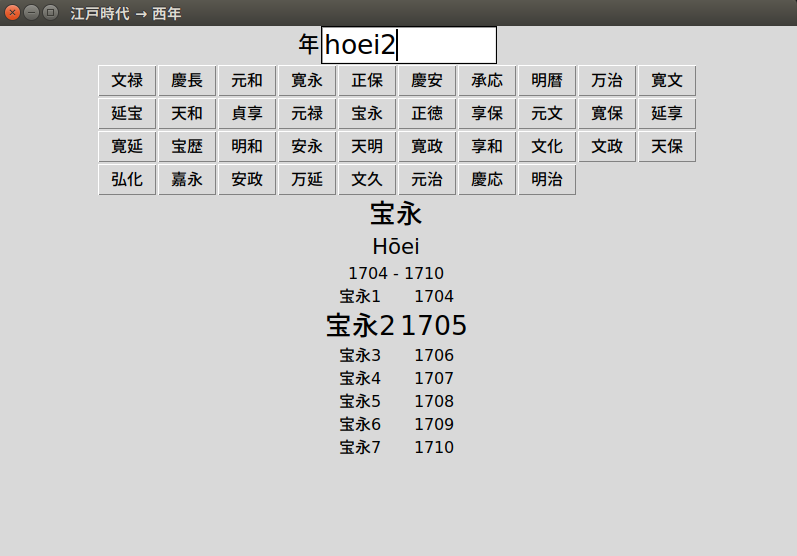 江戸時代 → 西年
年 hoei2
文禄 慶長 元和 寛永 正保 慶安 承応 明暦 万治 寛文
延宝 天和 貞享 元禄 宝永 正徳 享保 元文 寛保 延享
寛延 宝歴 明和 安永 天明 寛政 享和 文化 文政 天保
弘化 嘉永 安政 万延 文久 元治 慶応 明治
宝永
Hōei
1704 - 1710
宝永1 1704
宝永2 1705
宝永3 1706
宝永4 1707
宝永5 1708
宝永6 1709
宝永7 1710